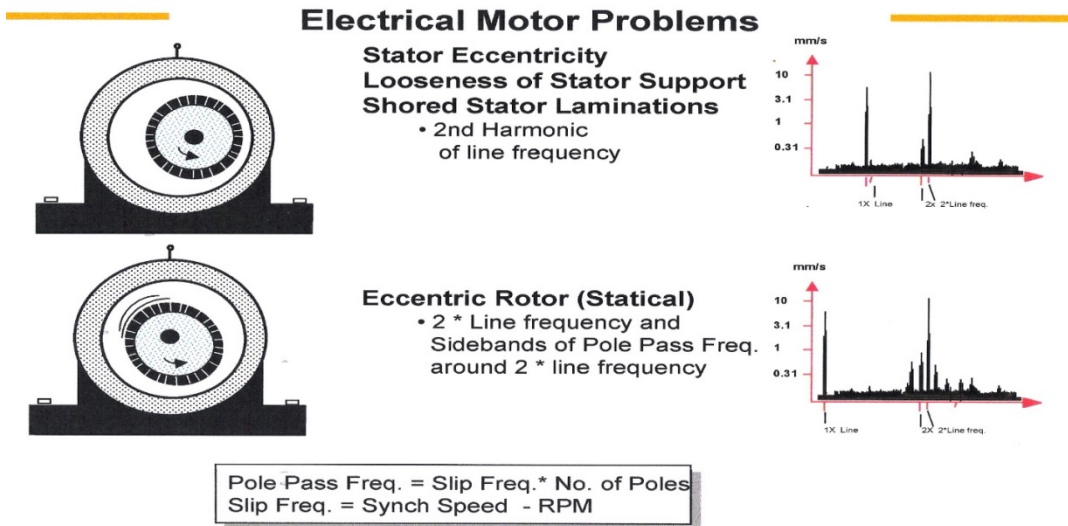 Electrical Motor Problems
Stator Eccentricity
Looseness of Stator Support
Shored Stator Laminations
• 2nd Harmonic
of line frequency
mm/s
10
3.1
1
0.31
1X Line
2x 2*Line freq.
Eccentric Rotor (Statical)
• 2 * Line frequency and
Sidebands of Pole Pass Freq.
around 2 * line frequency
mm/s
10
3.1
1
0.31
1X Line
2X 2*Line freq.
Pole Pass Freq. = Slip Freq.* No. of Poles
Slip Freq. = Synch Speed - RPM